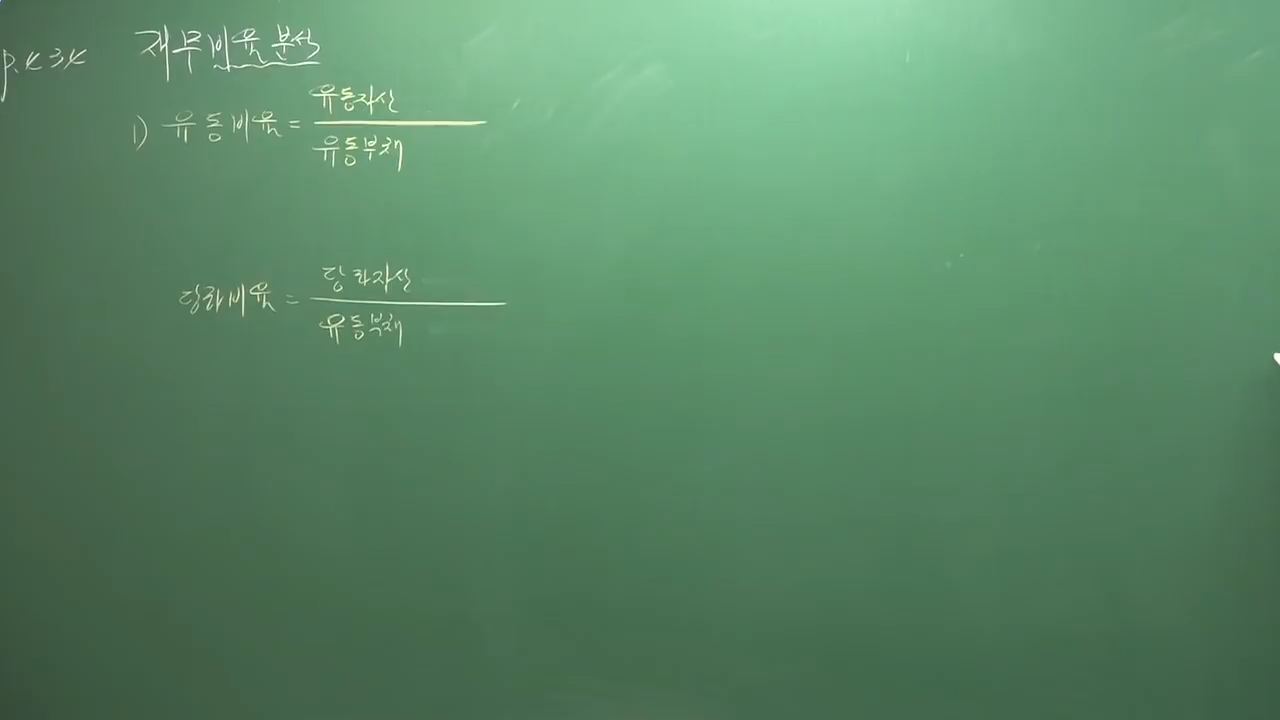 p.434 재무비율 분석
1) 유동비율 = 유동자산
유동부채
당좌비율 = 당좌자산
유동부채